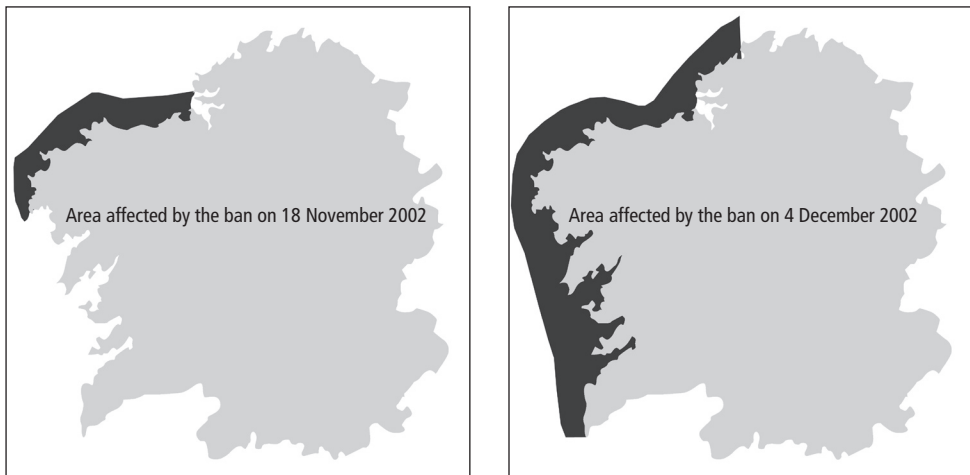 Area affected by the ban on 18 November 2002
Area affected by the ban on 4 December 2002